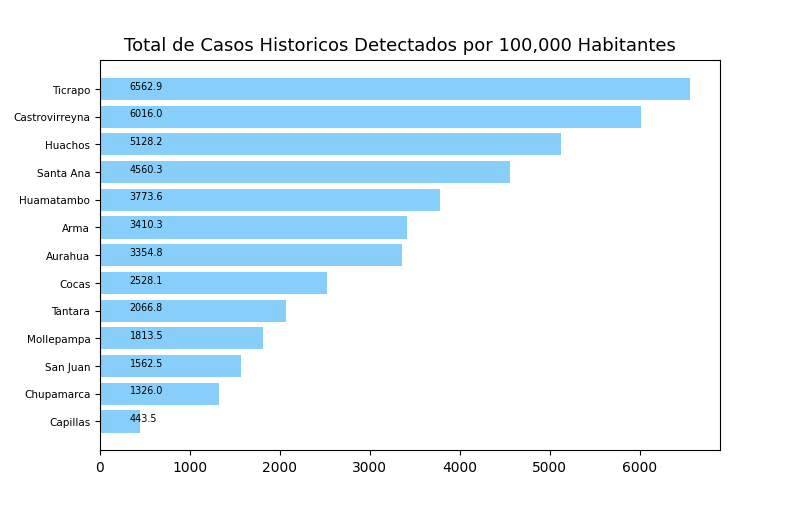 Total de Casos Historicos Detectados por 100,000 Habitantes
Ticrapo 6562.9
Castrovirreyna 6016.0
Huachos 5128.2
Santa Ana 4560.3
Huamatambo 3773.6
Arma 3410.3
Aurahua 3354.8
Cocas 2528.1
Tantara 2066.8
Mollepampa 1813.5
San Juan 1562.5
Chupamarca 1326.0
Capillas 443.5
0 1000 2000 3000 4000 5000 6000